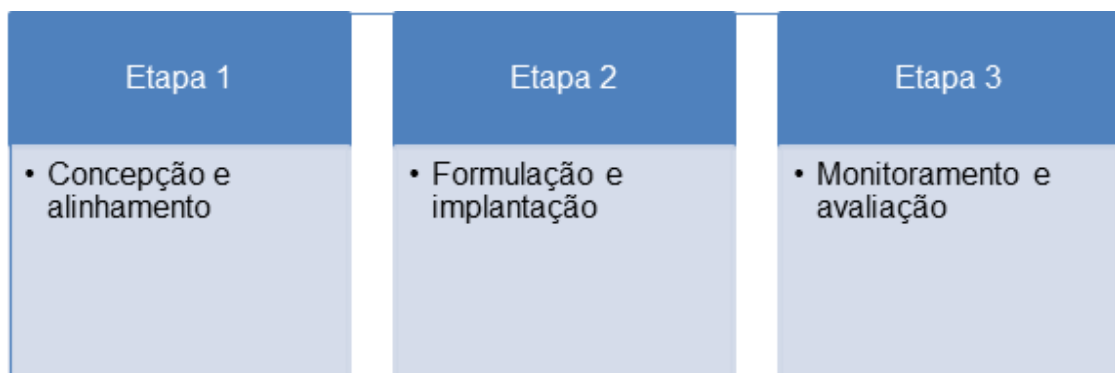 Etapa 1
• Concepção e
alinhamento
Etapa 2
• Formulação e
implantação
Etapa 3
• Monitoramento e
avaliação